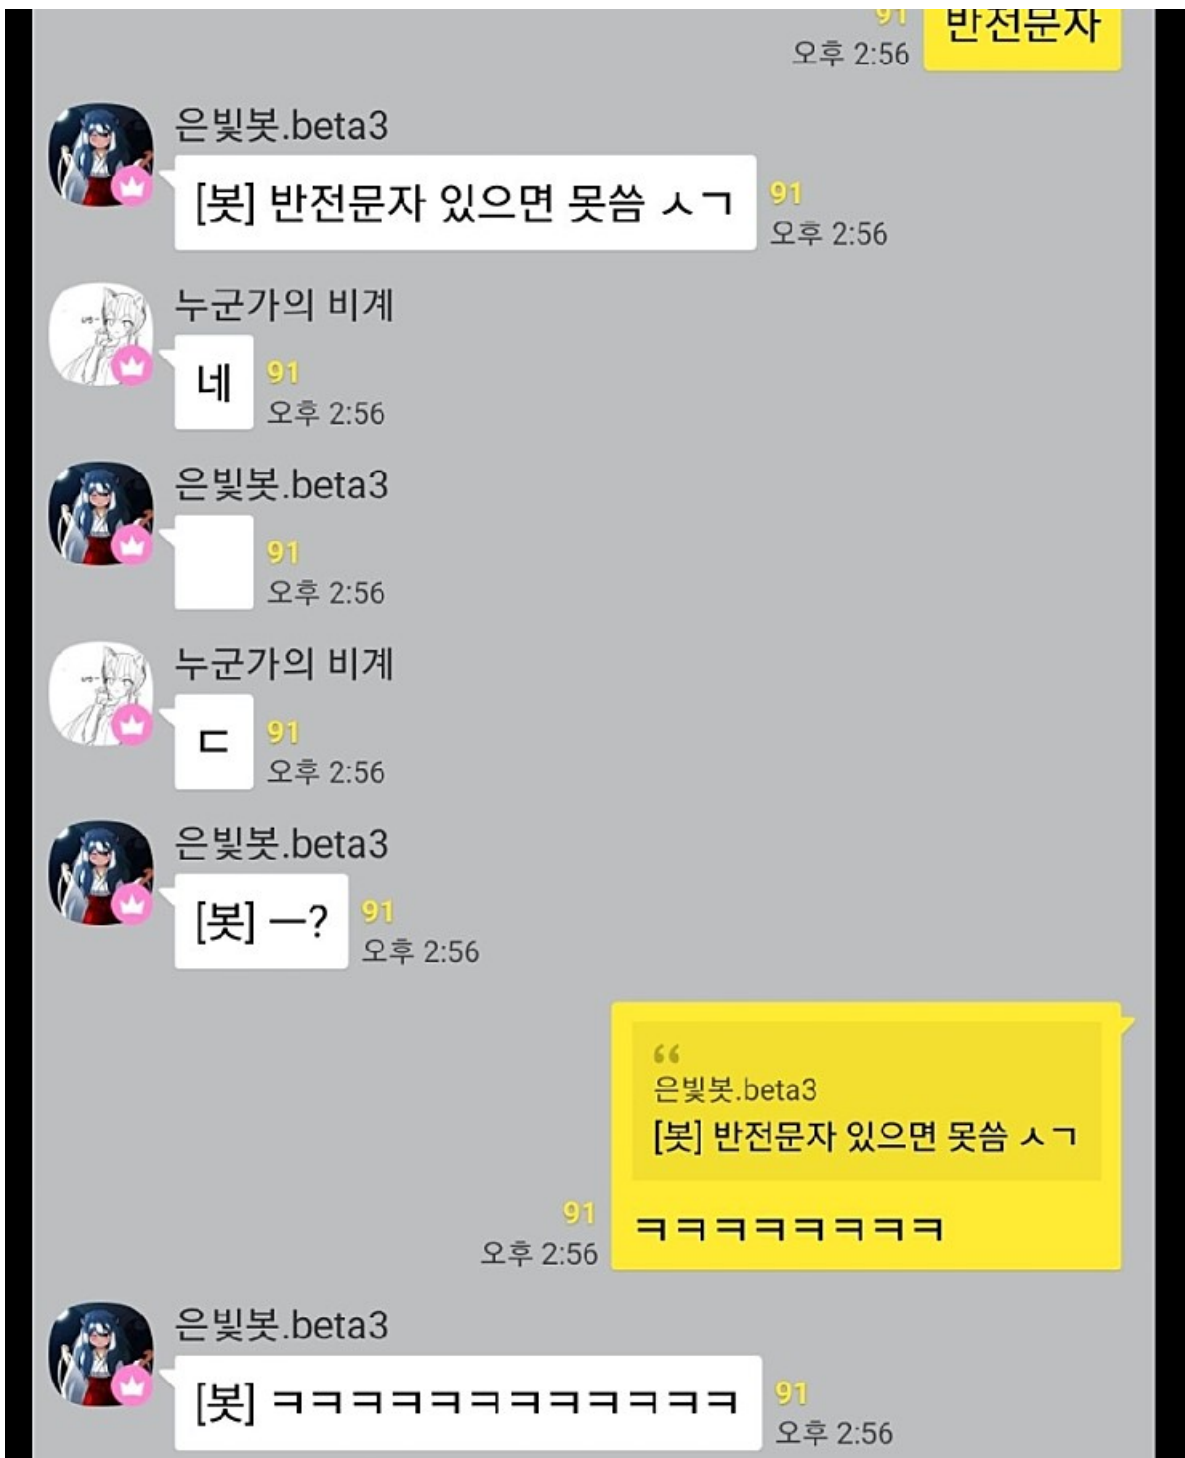 91
반전문자
오후 2:56
은빛봇.beta3
[봇] 반전문자 있으면 못씀 ㅅㄱ
91
오후 2:56
누군가의 비계
네
91
오후 2:56
은빛봇.beta3
91
오후 2:56
누군가의 비계
ㄷ
91
오후 2:56
은빛봇.beta3
[봇] ㅡ?
91
오후 2:56
“
은빛봇.beta3
[봇] 반전문자 있으면 못씀 ㅅㄱ
ㅋㅋㅋㅋㅋㅋㅋㅋ
91
오후 2:56
은빛봇.beta3
[봇] ㅋㅋㅋㅋㅋㅋㅋㅋㅋㅋㅋㅋ
91
오후 2:56